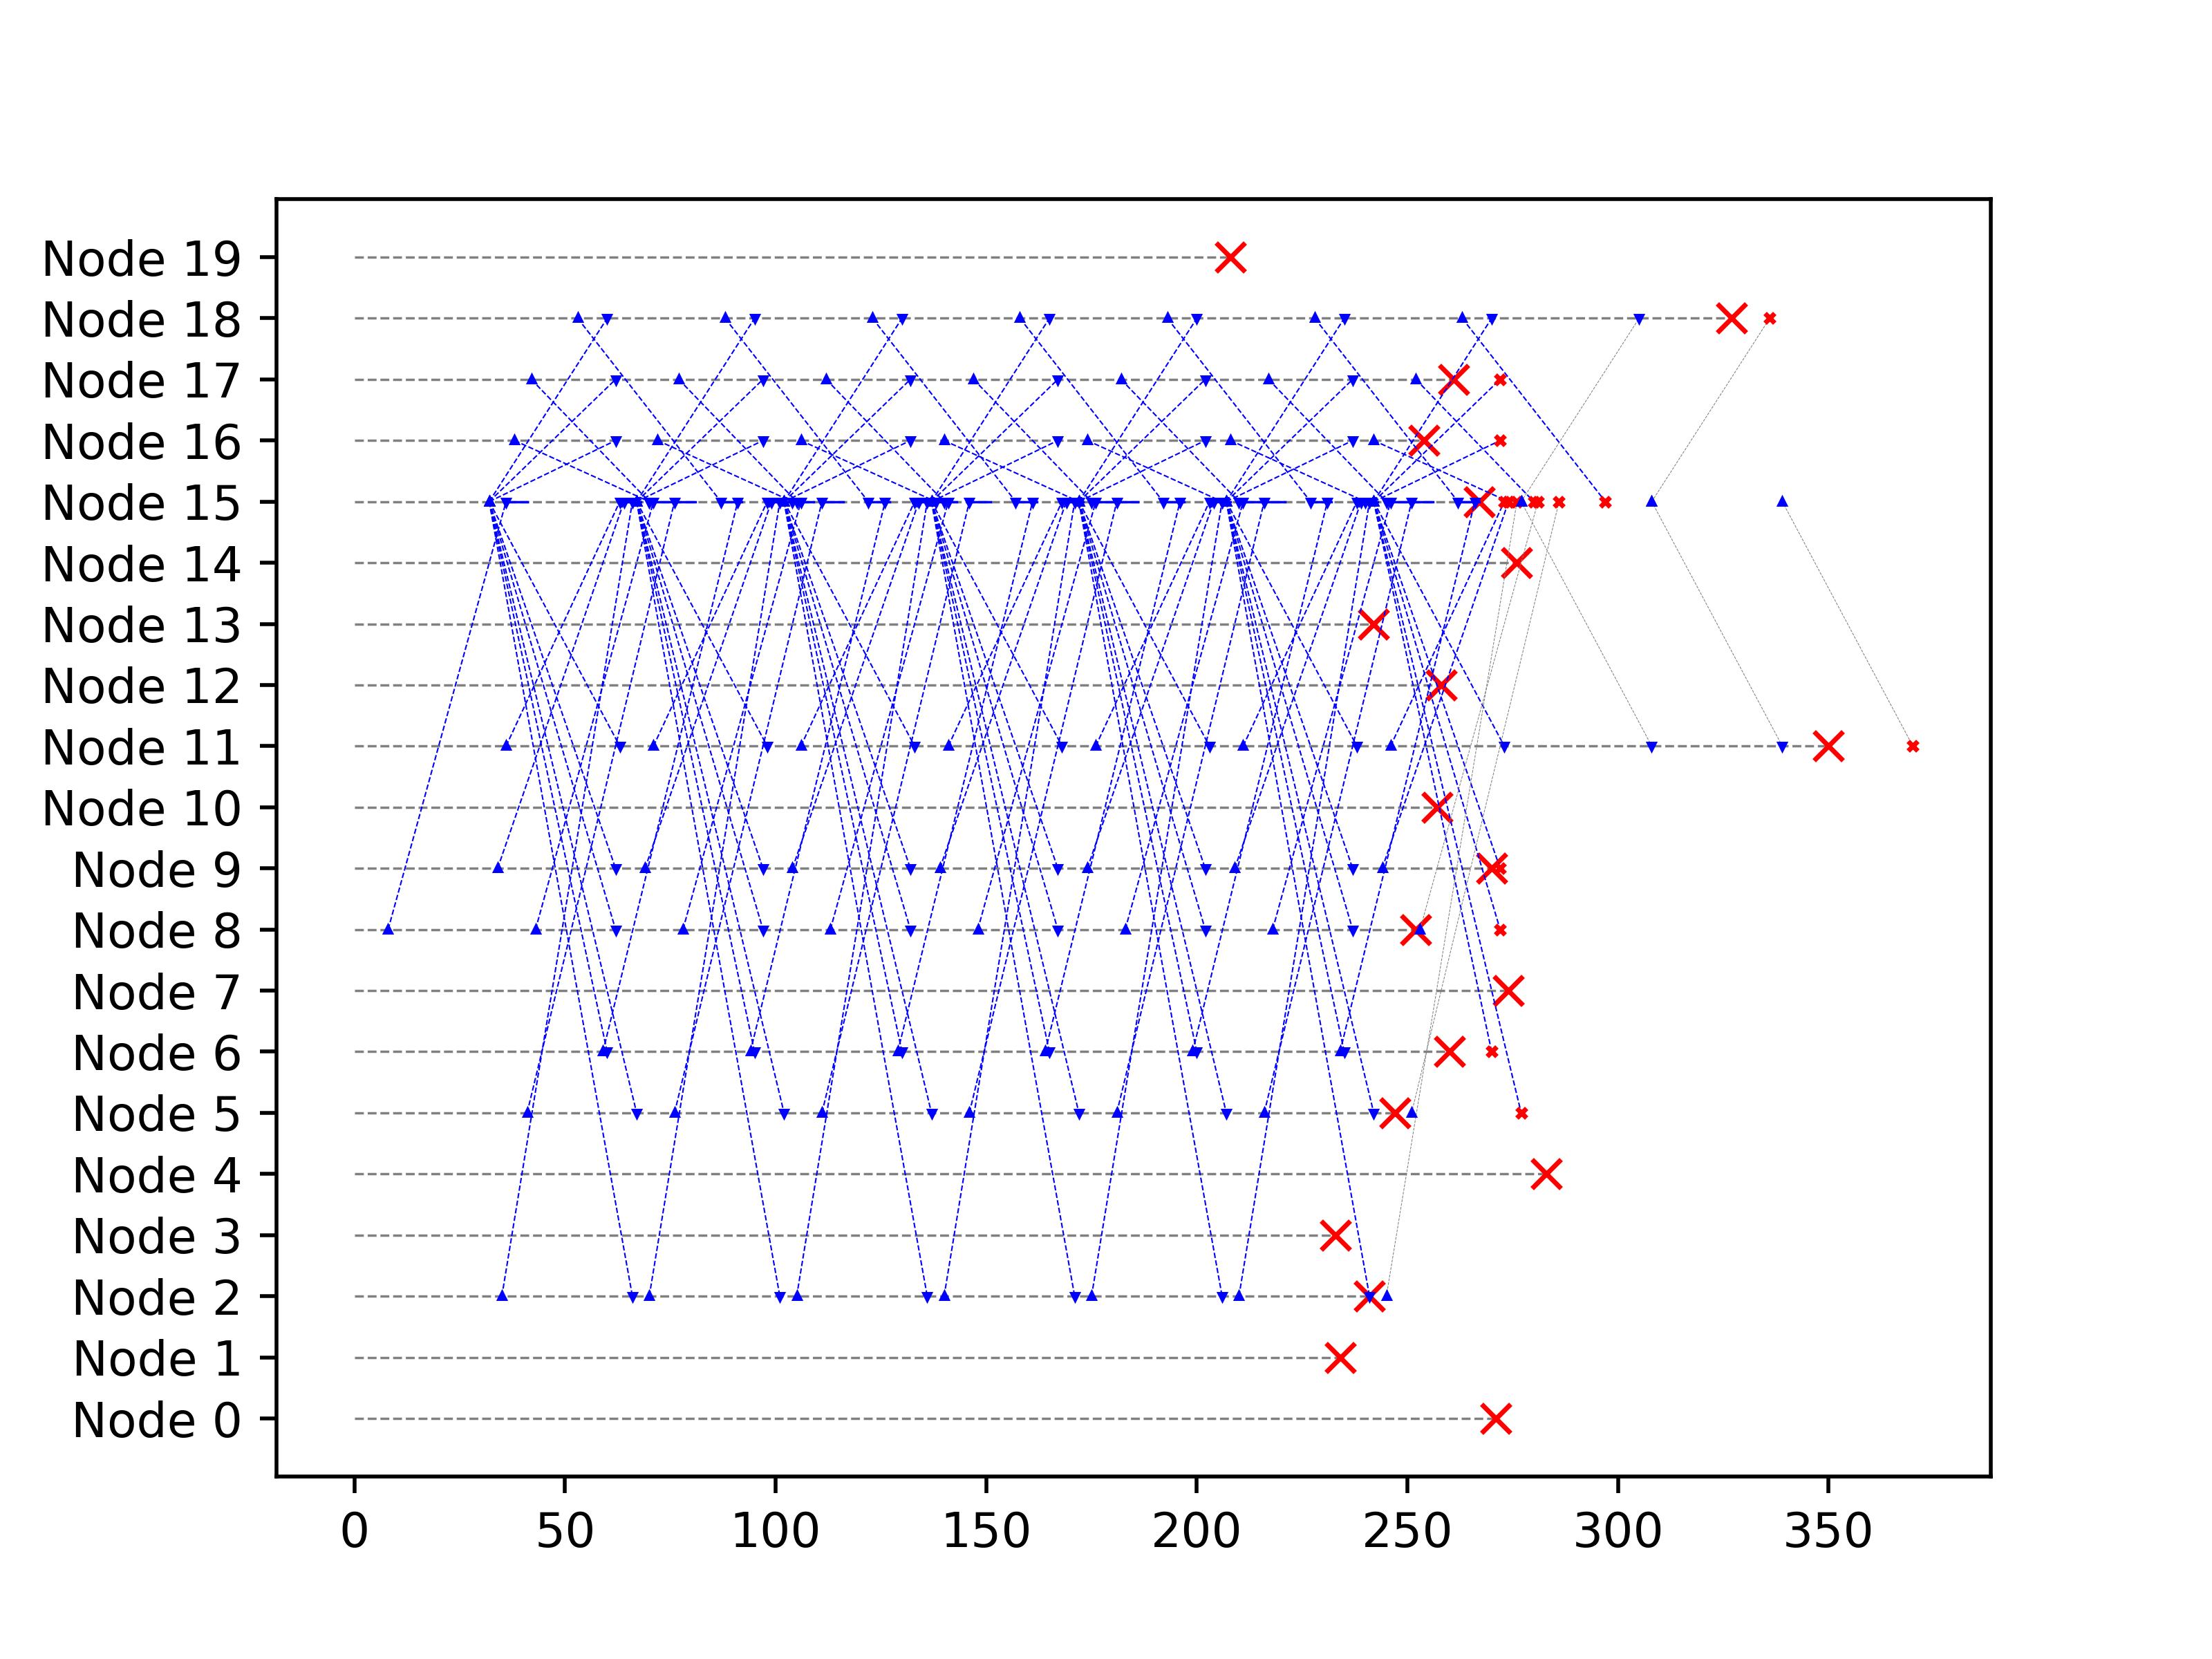 Node 19
Node 18
Node 17
Node 16
Node 15
Node 14
Node 13
Node 12
Node 11
Node 10
Node 9
Node 8
Node 7
Node 6
Node 5
Node 4
Node 3
Node 2
Node 1
Node 0
0 50 100 150 200 250 300 350